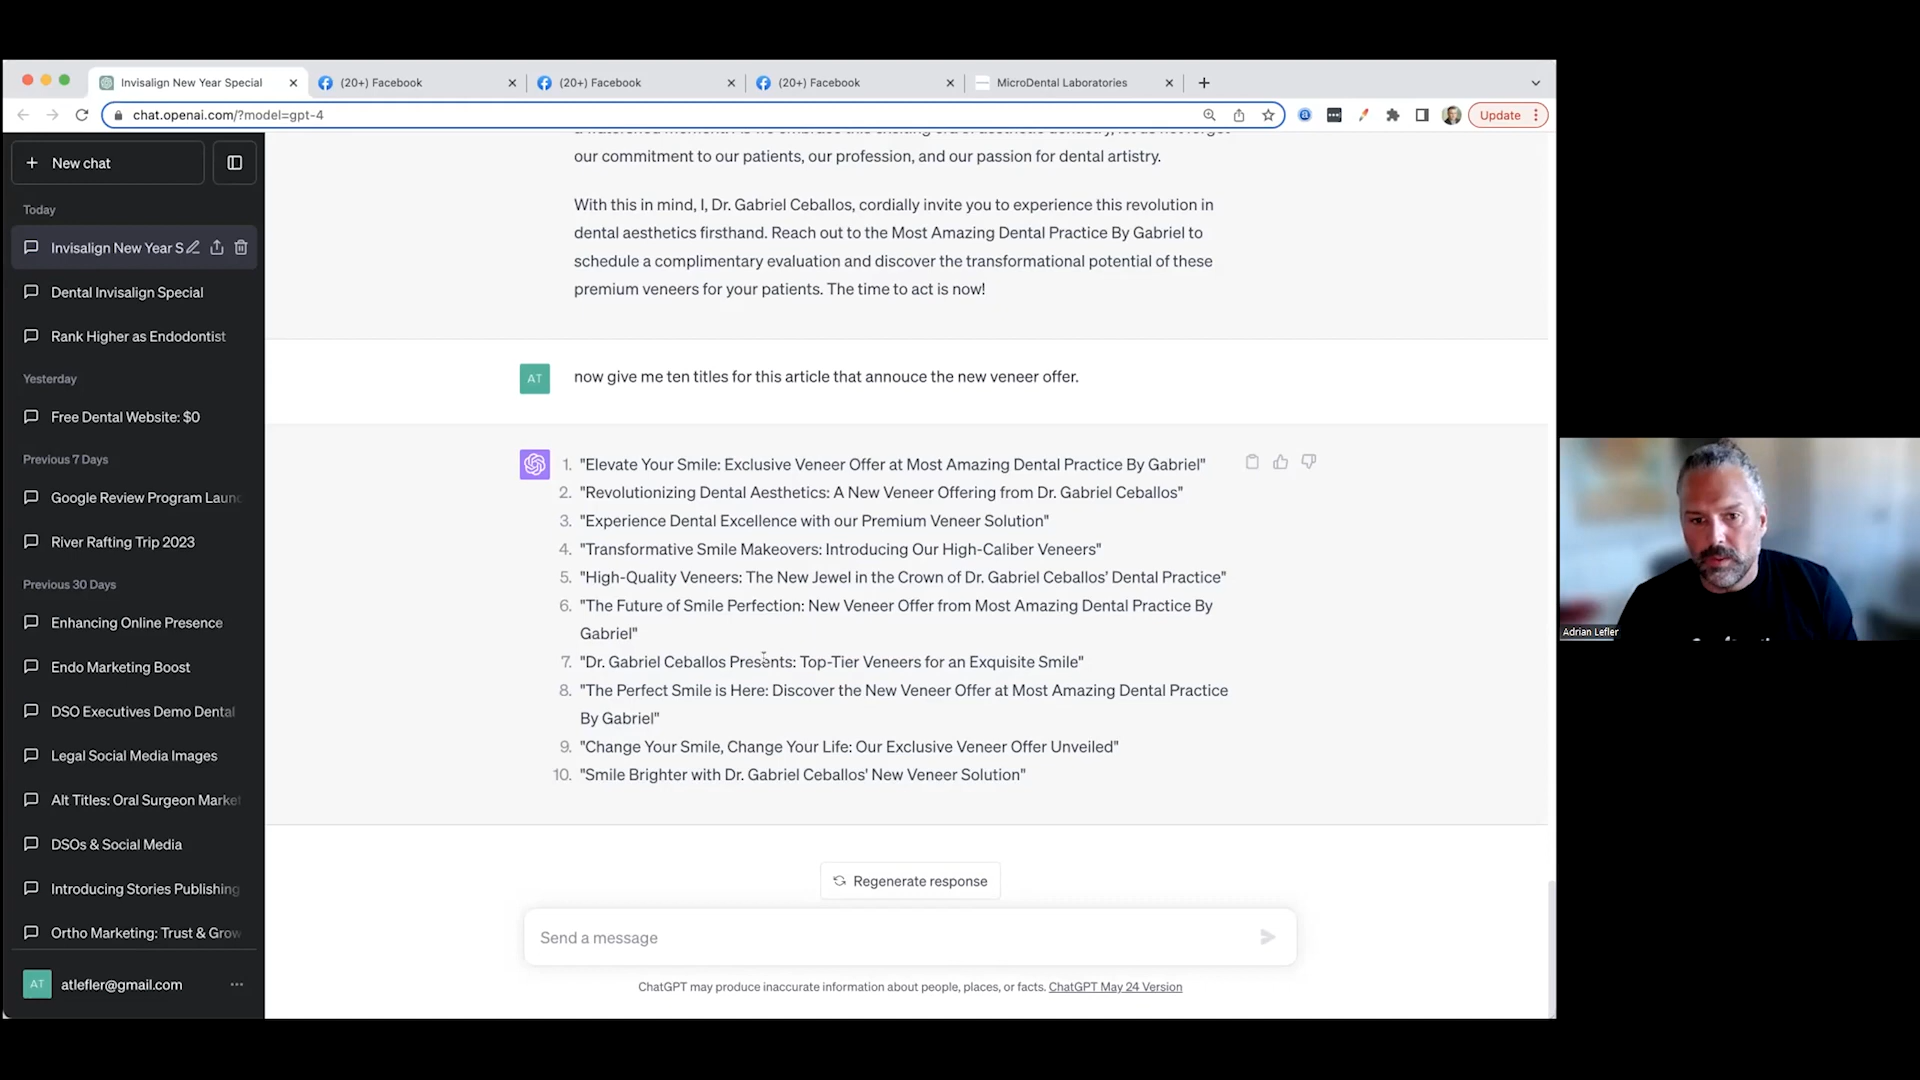 Invisalign New Year Special
(20+) Facebook
(20+) Facebook
(20+) Facebook
MicroDental Laboratories
chat.openai.com/?model=gpt-4
Update
New chat
Today
Invisalign New Year S
Dental Invisalign Special
Rank Higher as Endodontist
Yesterday
Free Dental Website: $0
Previous 7 Days
Google Review Program Laun
River Rafting Trip 2023
Previous 30 Days
Enhancing Online Presence
Endo Marketing Boost
DSO Executives Demo Dental
Legal Social Media Images
Alt Titles: Oral Surgeon Market
DSOs & Social Media
Introducing Stories Publishing
Ortho Marketing: Trust & Grow
AT
atlefler@gmail.com
our commitment to our patients, our profession, and our passion for dental artistry.
With this in mind, I, Dr. Gabriel Ceballos, cordially invite you to experience this revolution in
dental aesthetics firsthand. Reach out to the Most Amazing Dental Practice By Gabriel to
schedule a complimentary evaluation and discover the transformational potential of these
premium veneers for your patients. The time to act is now!
AT
now give me ten titles for this article that annouce the new veneer offer.
1. "Elevate Your Smile: Exclusive Veneer Offer at Most Amazing Dental Practice By Gabriel"
2. "Revolutionizing Dental Aesthetics: A New Veneer Offering from Dr. Gabriel Ceballos"
3. "Experience Dental Excellence with our Premium Veneer Solution"
4. "Transformative Smile Makeovers: Introducing Our High-Caliber Veneers"
5. "High-Quality Veneers: The New Jewel in the Crown of Dr. Gabriel Ceballos' Dental Practice"
6. "The Future of Smile Perfection: New Veneer Offer from Most Amazing Dental Practice By
Gabriel"
7. "Dr. Gabriel Ceballos Presents: Top-Tier Veneers for an Exquisite Smile"
8. "The Perfect Smile is Here: Discover the New Veneer Offer at Most Amazing Dental Practice
By Gabriel"
9. "Change Your Smile, Change Your Life: Our Exclusive Veneer Offer Unveiled"
10. "Smile Brighter with Dr. Gabriel Ceballos' New Veneer Solution"
Regenerate response
Send a message
ChatGPT may produce inaccurate information about people, places, or facts. ChatGPT May 24 Version
Adrian Lefler